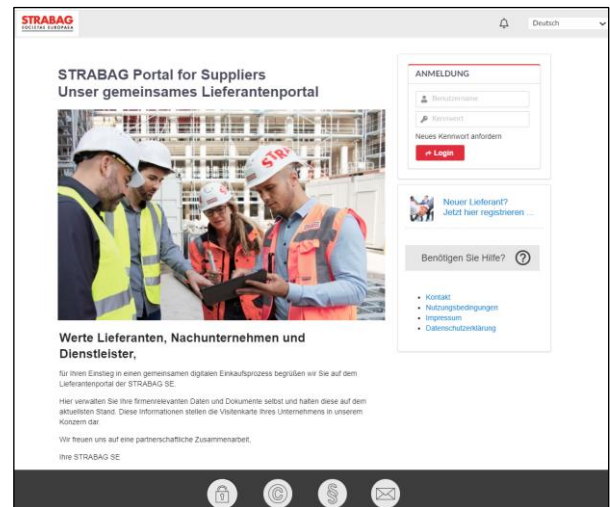 STRABAG
SOCIETAS EUROPAEA
Deutsch
STRABAG Portal for Suppliers
Unser gemeinsames Lieferantenportal
STRABAG
Werte Lieferanten, Nachunternehmen und
Dienstleister,
für Ihren Einstieg in einen gemeinsamen digitalen Einkaufsprozess begrüßen wir Sie auf dem
Lieferantenportal der STRABAG SE.
Hier verwalten Sie Ihre firmenrelevanten Daten und Dokumente selbst und halten diese auf dem
aktuellsten Stand. Diese Informationen stellen die Visitenkarte Ihres Unternehmens in unserem
Konzern dar.
Wir freuen uns auf eine partnerschaftliche Zusammenarbeit,
Ihre STRABAG SE
ANMELDUNG
Benutzername
Kennwort
Neues Kennwort anfordern
Login
Neuer Lieferant?
Jetzt hier registrieren ...
Benötigen Sie Hilfe?
Kontakt
Nutzungsbedingungen
Impressum
Datenschutzerklärung